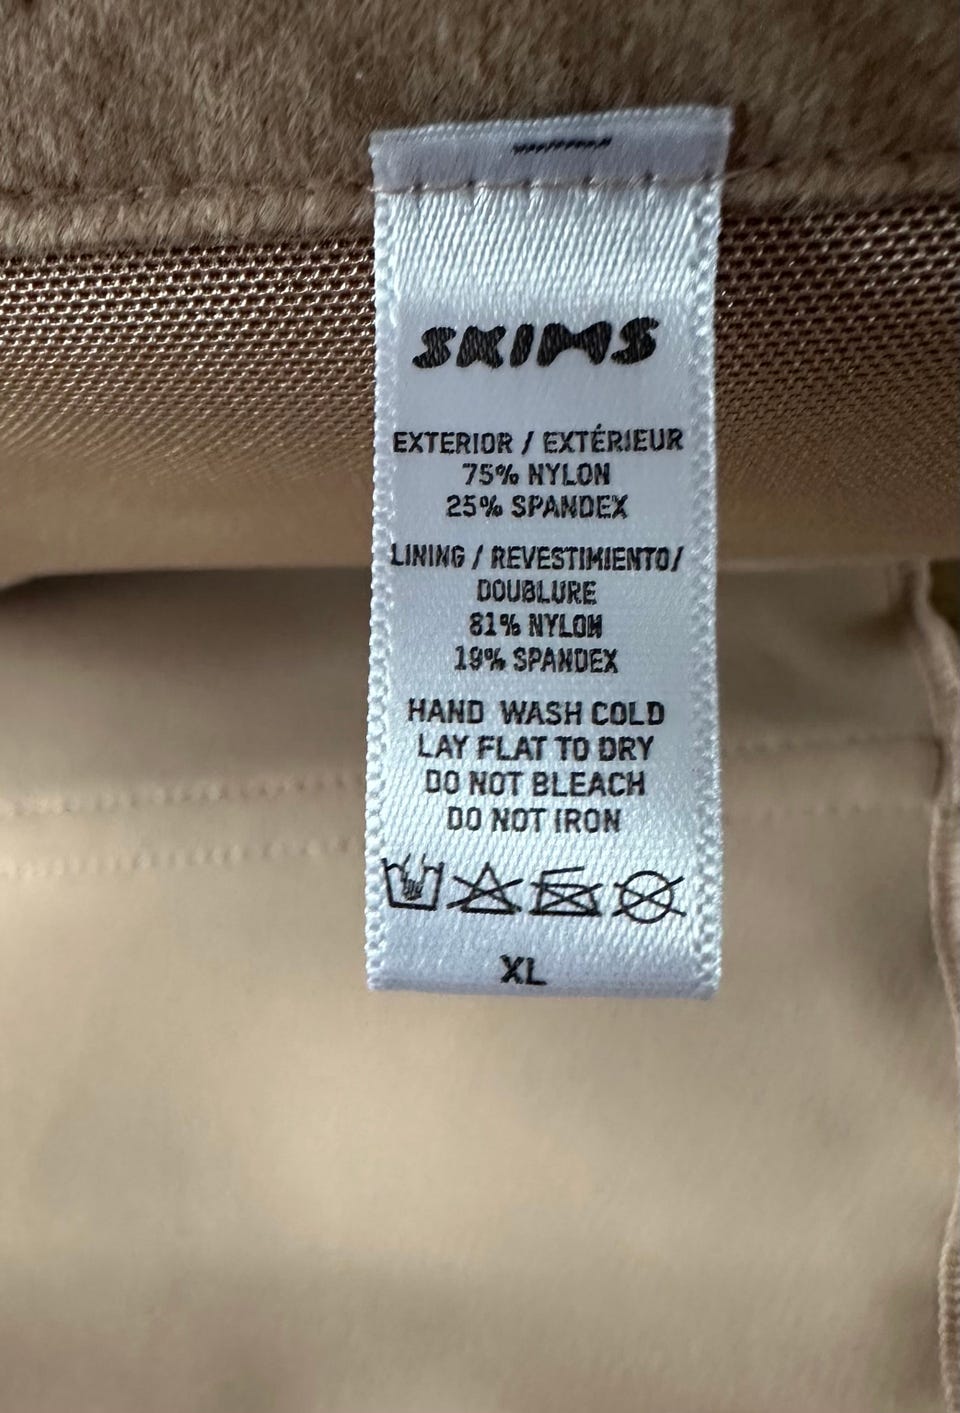 SKIMS
EXTERIOR / EXTÉRIEUR
75% NYLON
25% SPANDEX
LINING / REVESTIMIENTO/
DOUBLURE
81% NYLON
19% SPANDEX
HAND WASH COLD
LAY FLAT TO DRY
DO NOT BLEACH
DO NOT IRON
XL